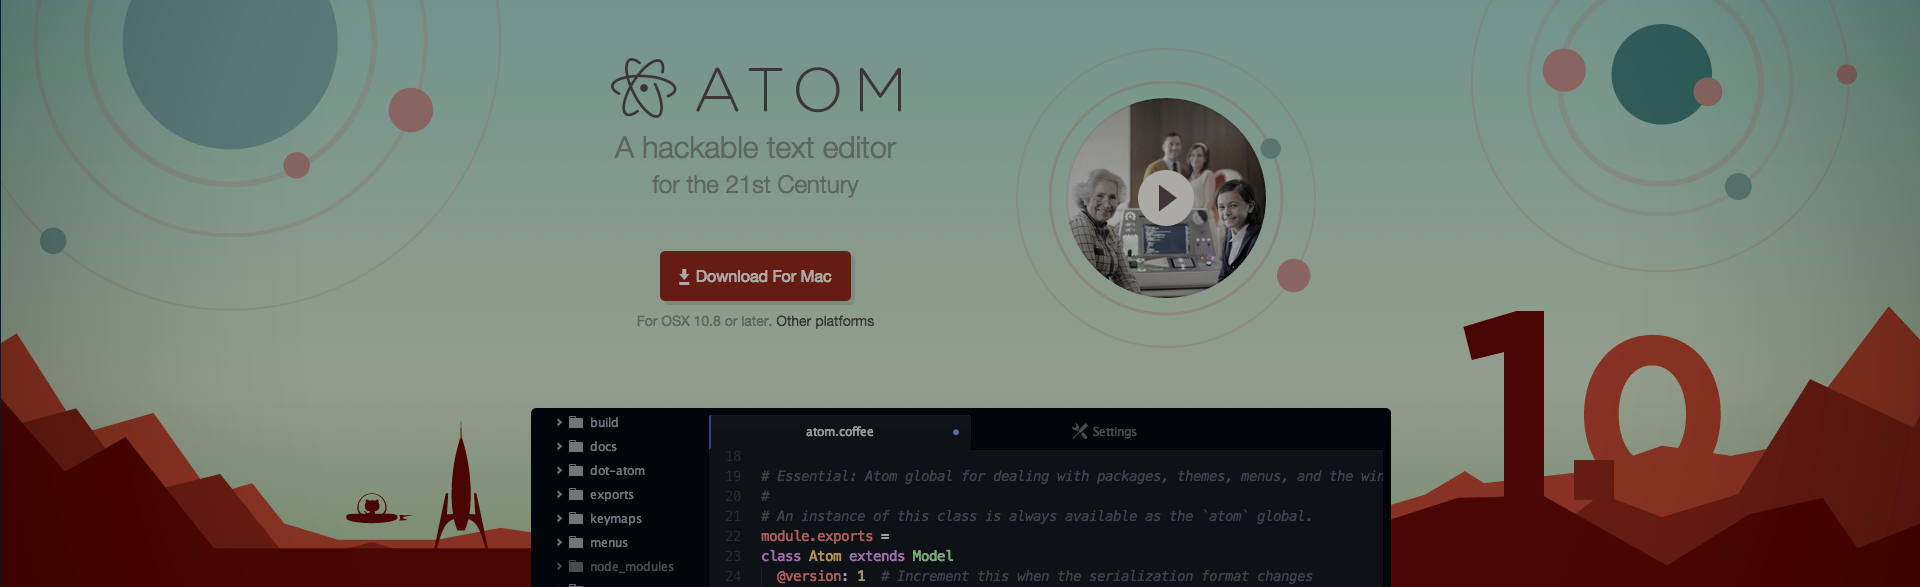 ATOM
A hackable text editor
for the 21st Century
Download For Mac
For OSX 10.8 or later. Other platforms
1.0
build
docs
dot-atom
exports
keymaps
menus
node_modules
atom.coffee
Settings
18
19 # Essential: Atom global for dealing with packages, themes, menus, and the win
20 #
21 # An instance of this class is always available as the `atom` global.
22 module.exports =
23 class Atom extends Model
24 @version: 1 # Increment this when the serialization format changes